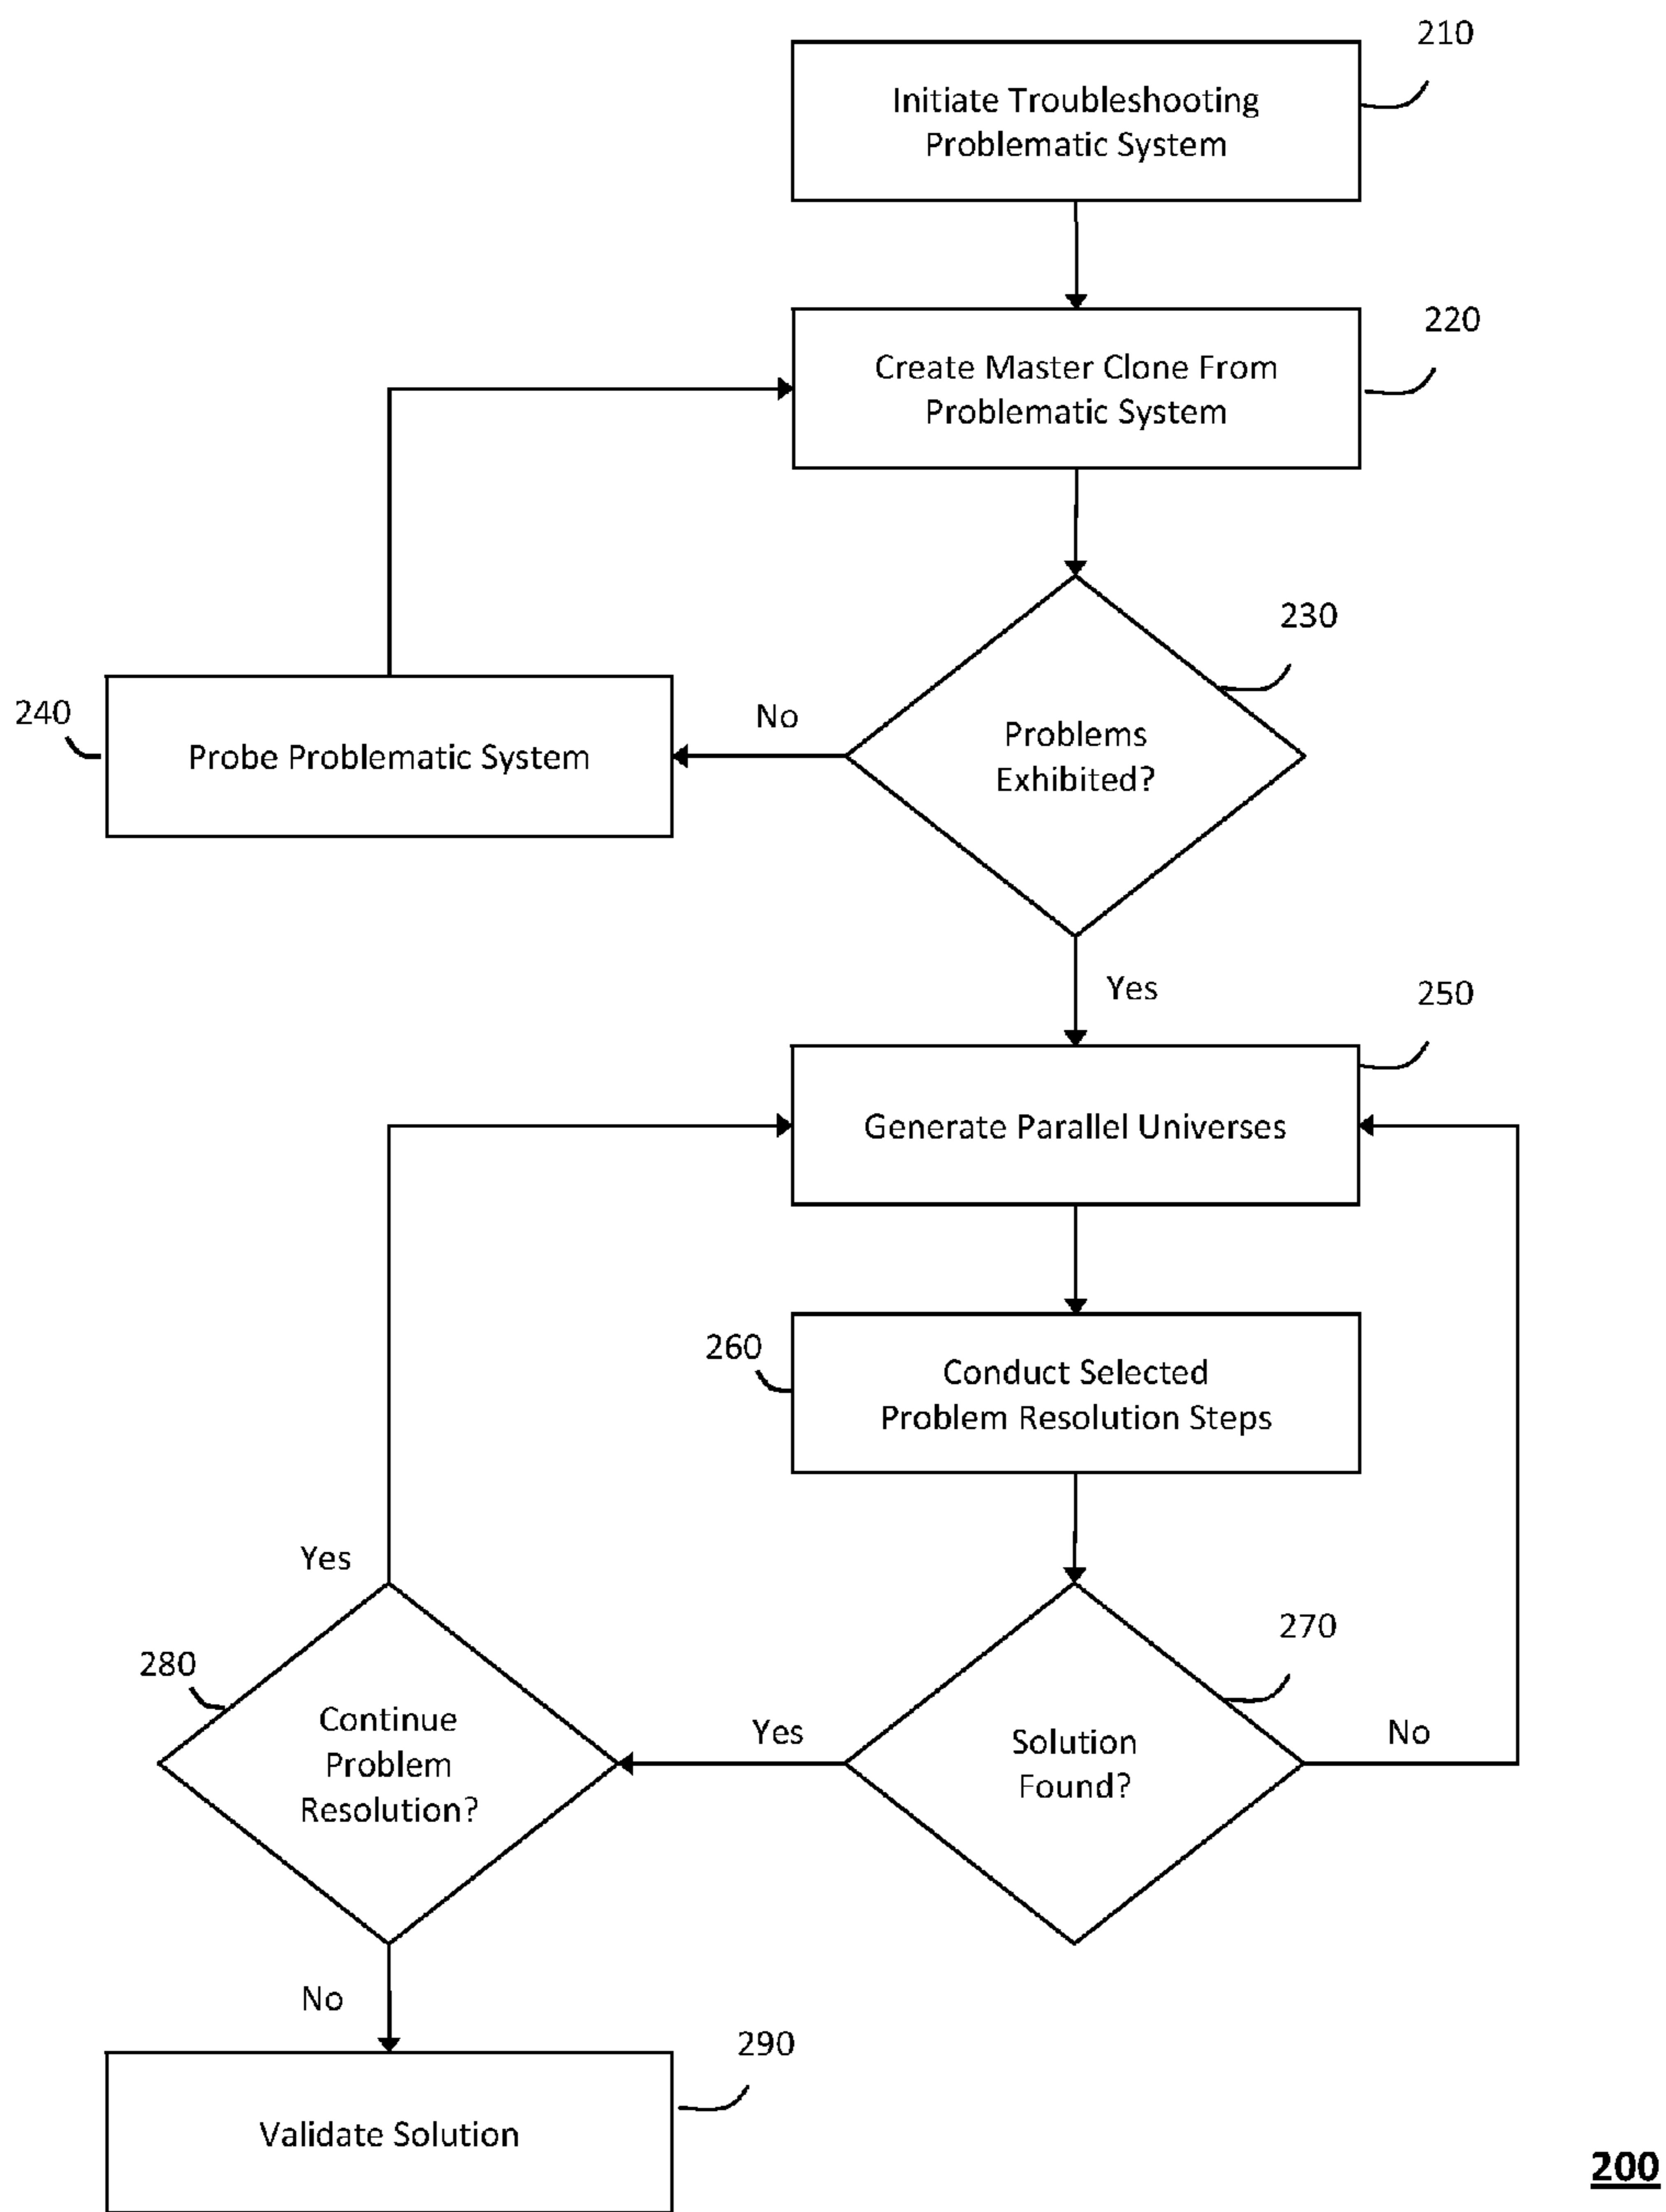 210
Initiate Troubleshooting
Problematic System
220
Create Master Clone From
Problematic System
230
Problems
Exhibited?
No
240
Probe Problematic System
Yes
250
Generate Parallel Universes
260
Conduct Selected
Problem Resolution Steps
270
Solution
Found?
No
Yes
280
Continue
Problem
Resolution?
Yes
No
290
Validate Solution
200